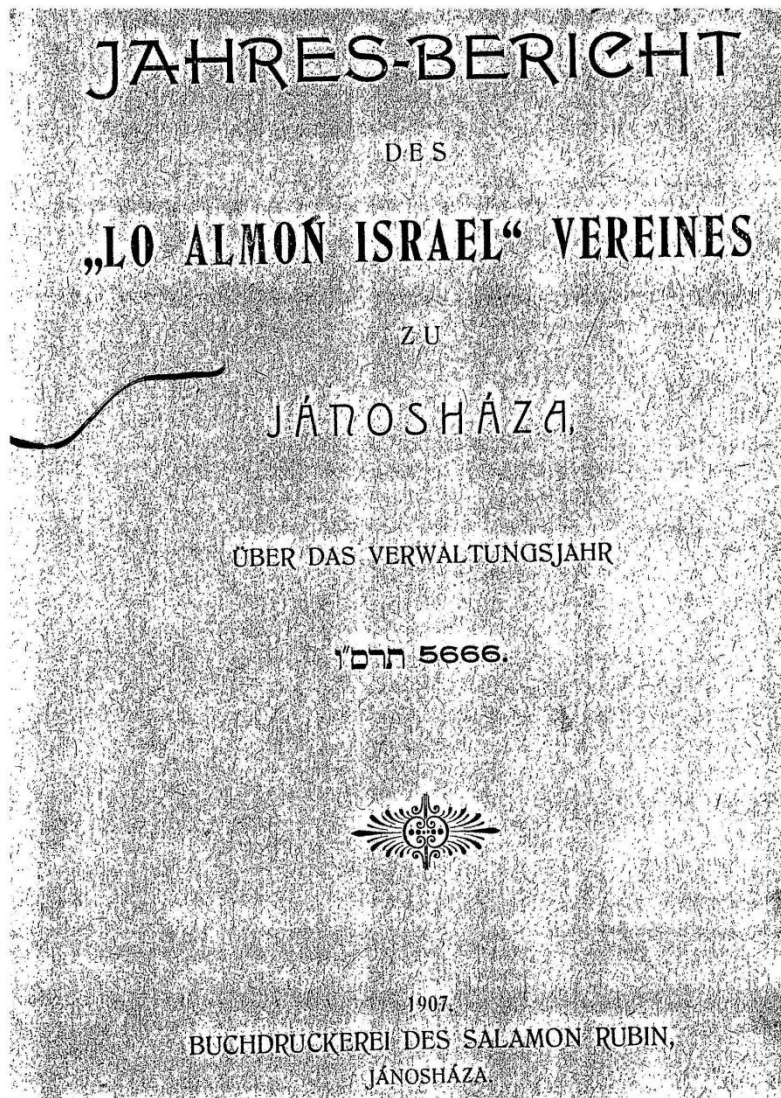 JAHRES-BERICHT
DES
„LO ALMON ISRAEL“ VEREINES
ZU
JÁNOSHÁZA,
ÜBER DAS VERWALTUNGSJAHR
תרס"ו 5666.
1907.
BUCHDRUCKEREI DES SALAMON RUBIN,
JÁNOSHÁZA.